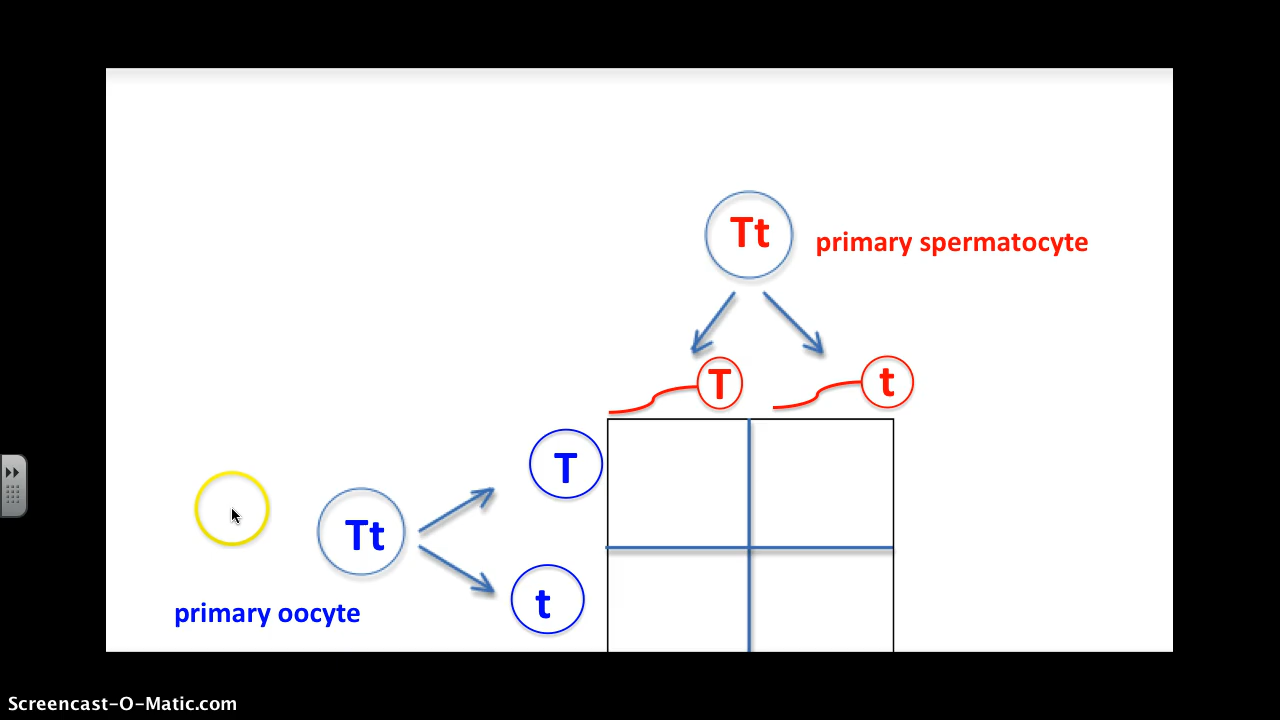 Tt
primary spermatocyte
T
t
T
Tt
t
primary oocyte
Screencast-O-Matic.com